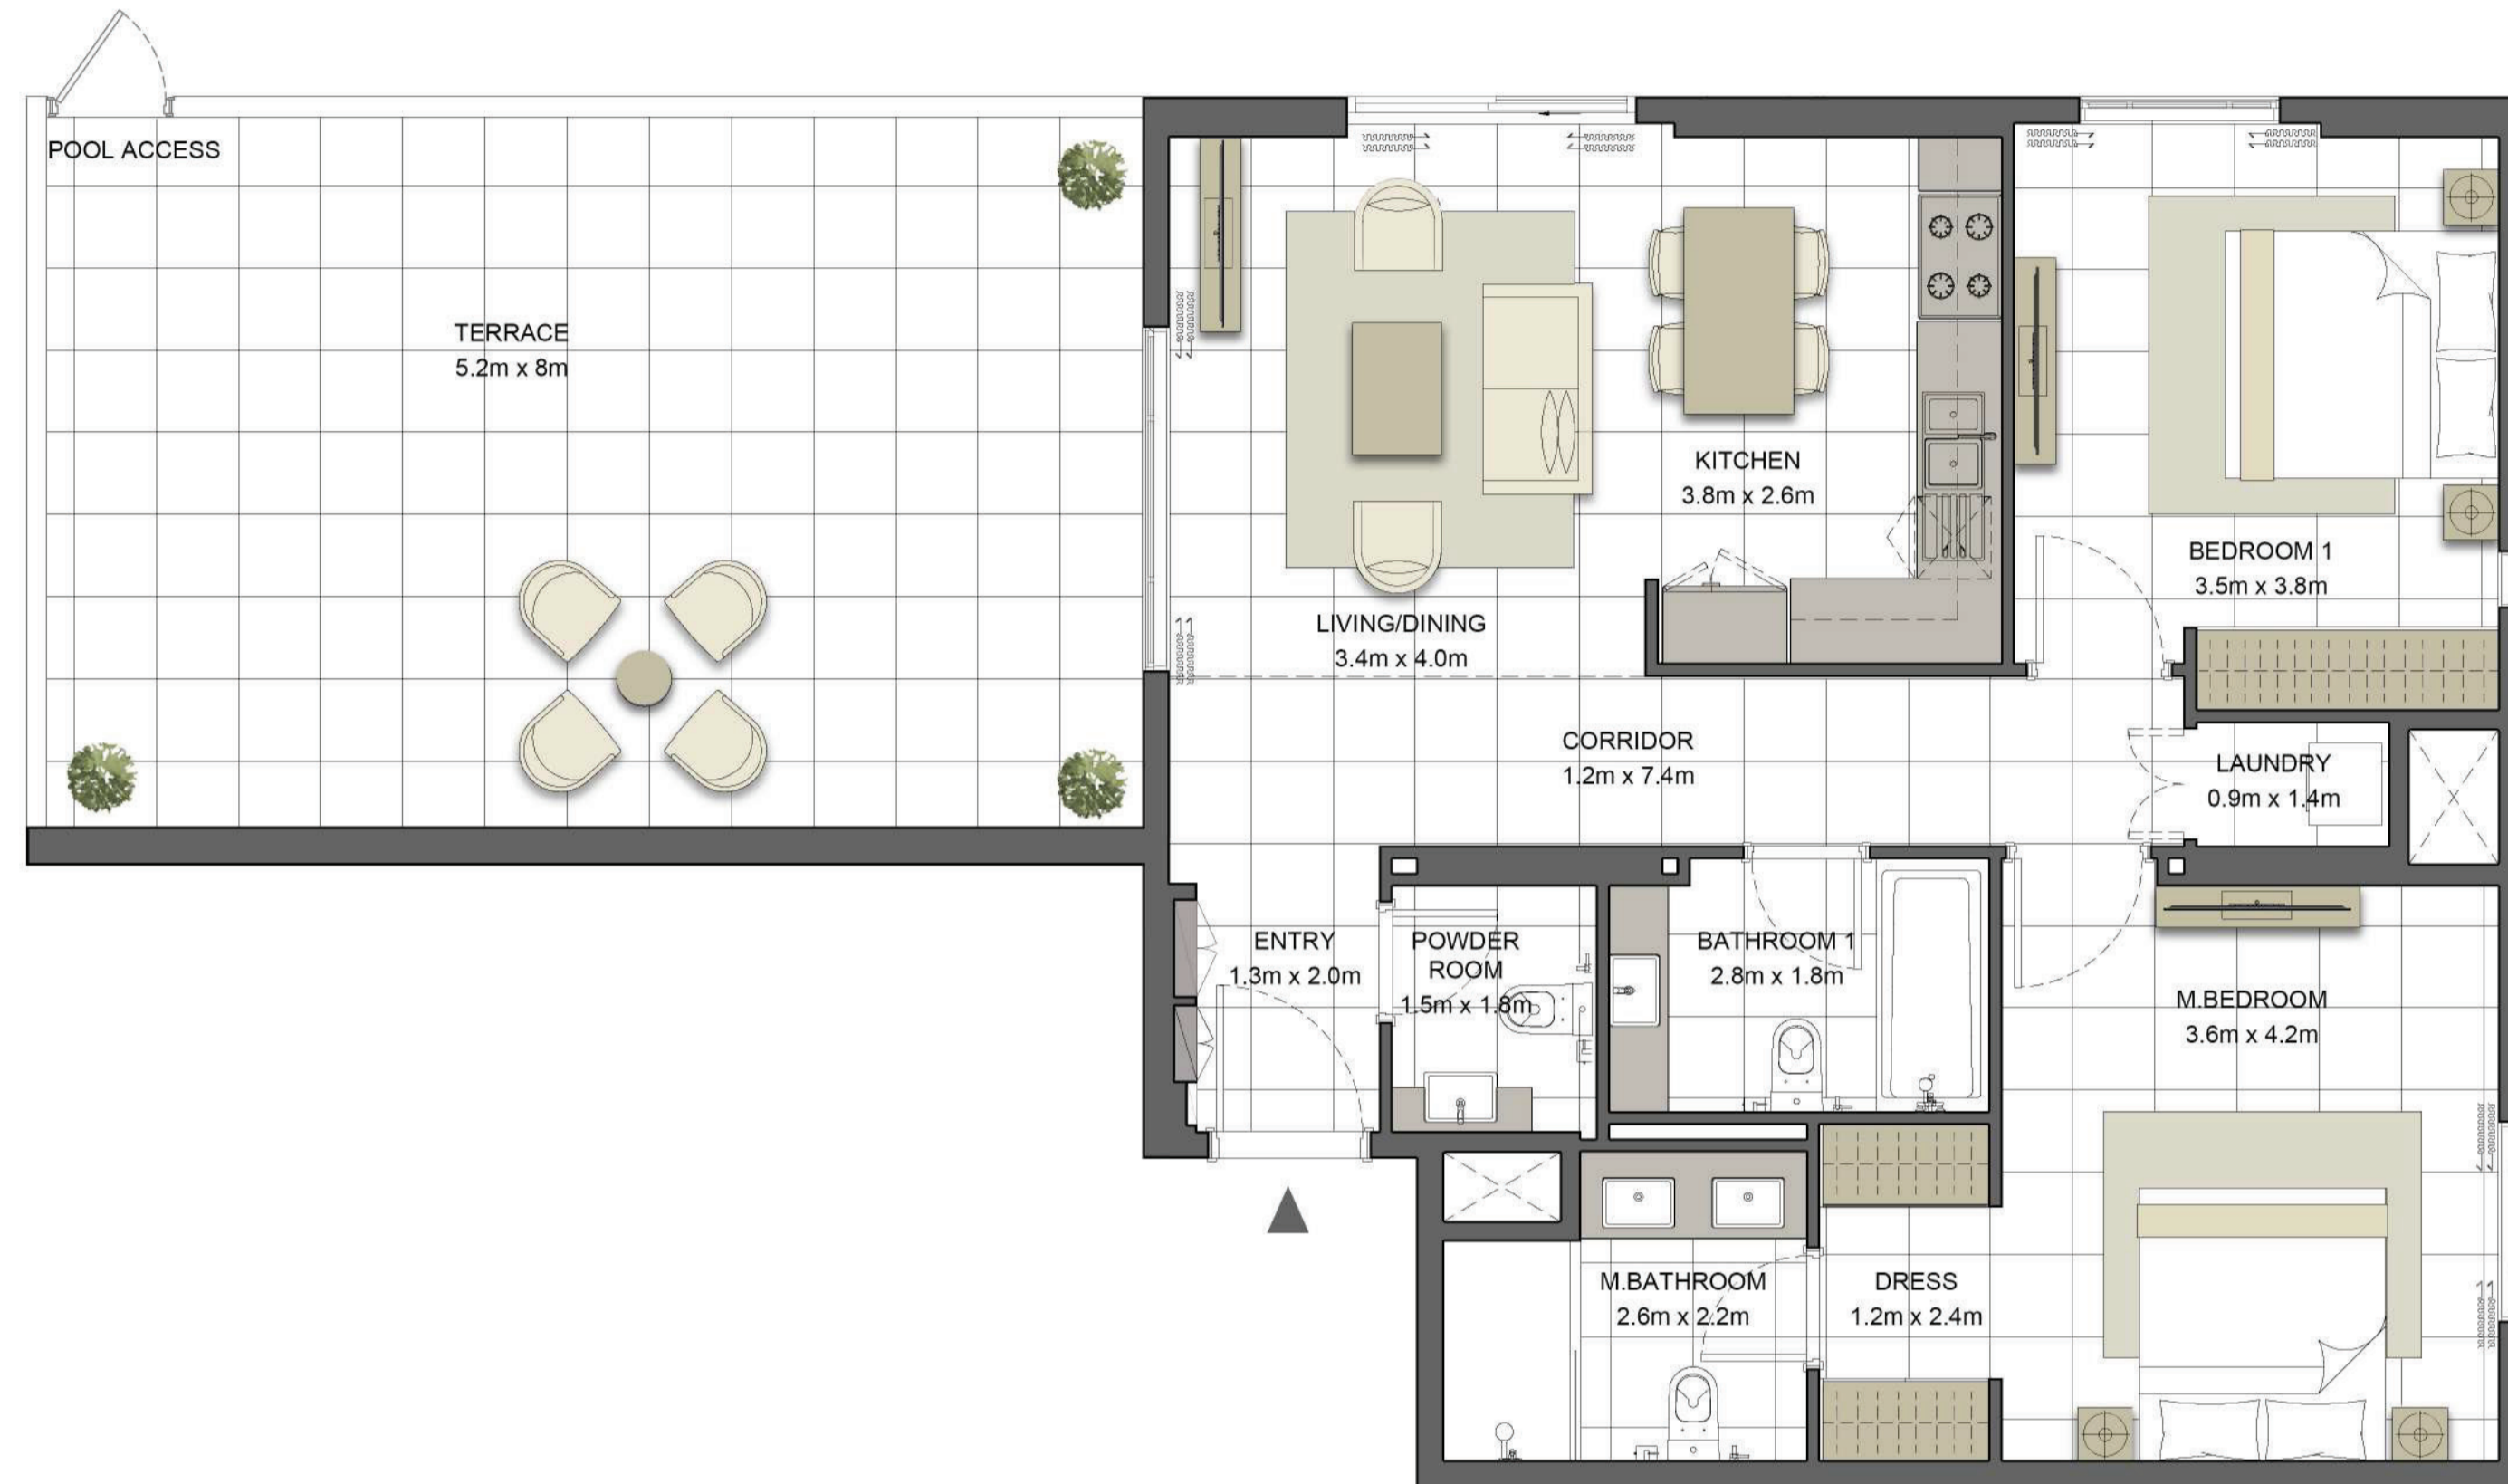 POOL ACCESS
TERRACE
5.2m x 8m
KITCHEN
3.8m x 2.6m
BEDROOM 1
3.5m x 3.8m
LIVING/DINING
3.4m x 4.0m
CORRIDOR
1.2m x 7.4m
LAUNDRY
0.9m x 1.4m
ENTRY
1.3m x 2.0m
POWDER
ROOM
1.5m x 1.8m
BATHROOM 1
2.8m x 1.8m
M.BEDROOM
3.6m x 4.2m
M.BATHROOM
2.6m x 2.2m
DRESS
1.2m x 2.4m